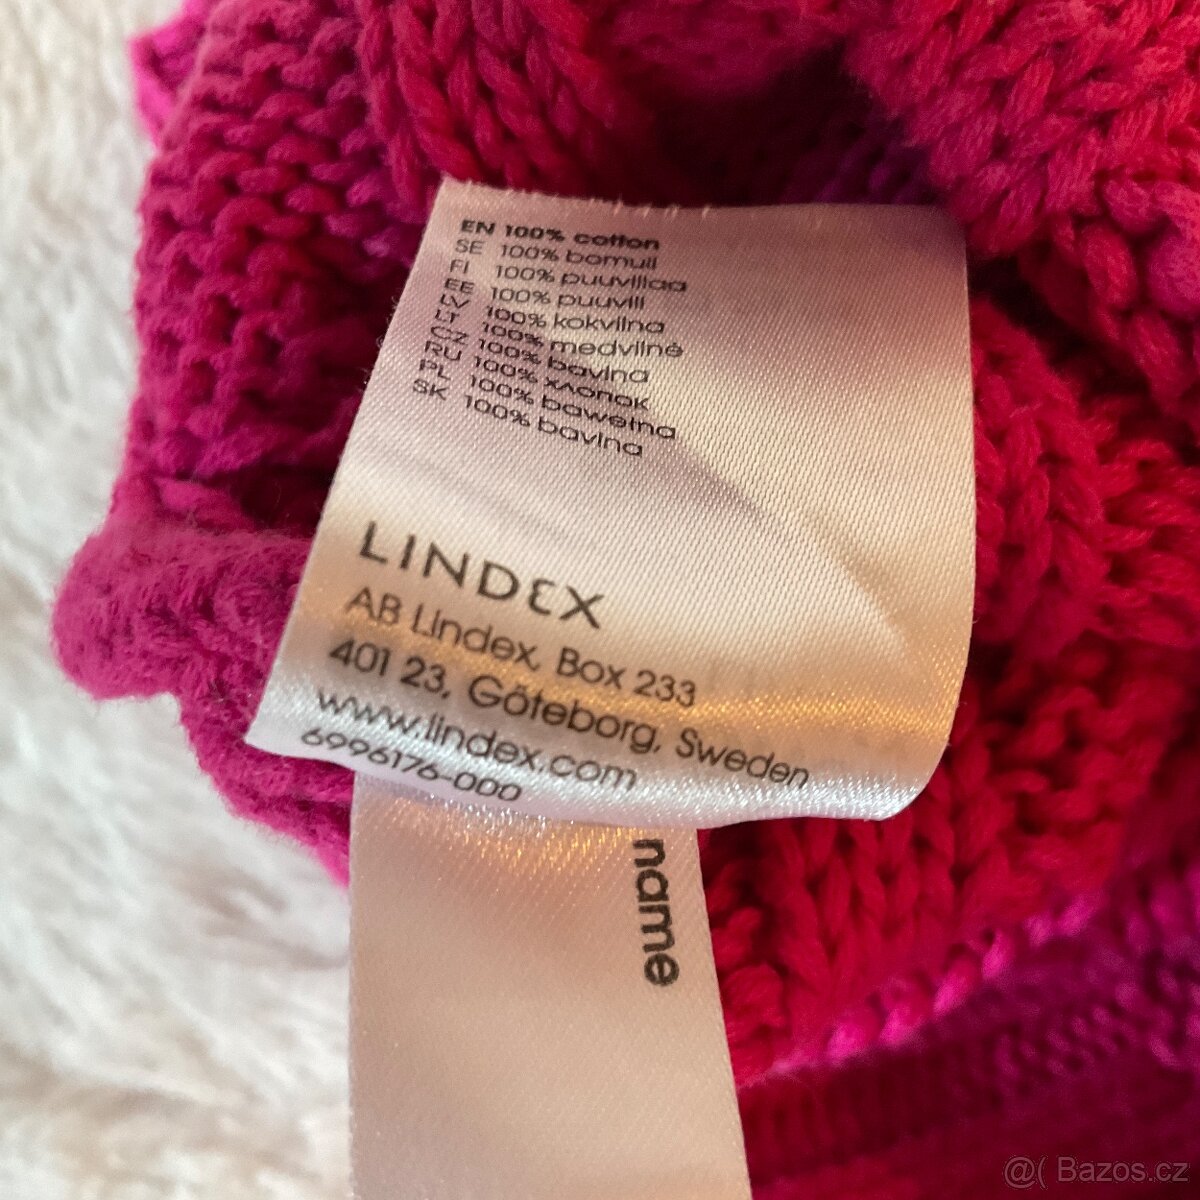 EN 100% cotton
SE 100% bomull
FI 100% puuvillaa
EE 100% puuvill
LV 100% kokvilna
LT 100% medvilnė
CZ 100% bavlna
RU 100% хлопок
PL 100% bawełna
SK 100% bavlna
LINDEX
AB Lindex, Box 233
401 23, Göteborg, Sweden
www.lindex.com
6996176-000
name
@( Bazos.cz